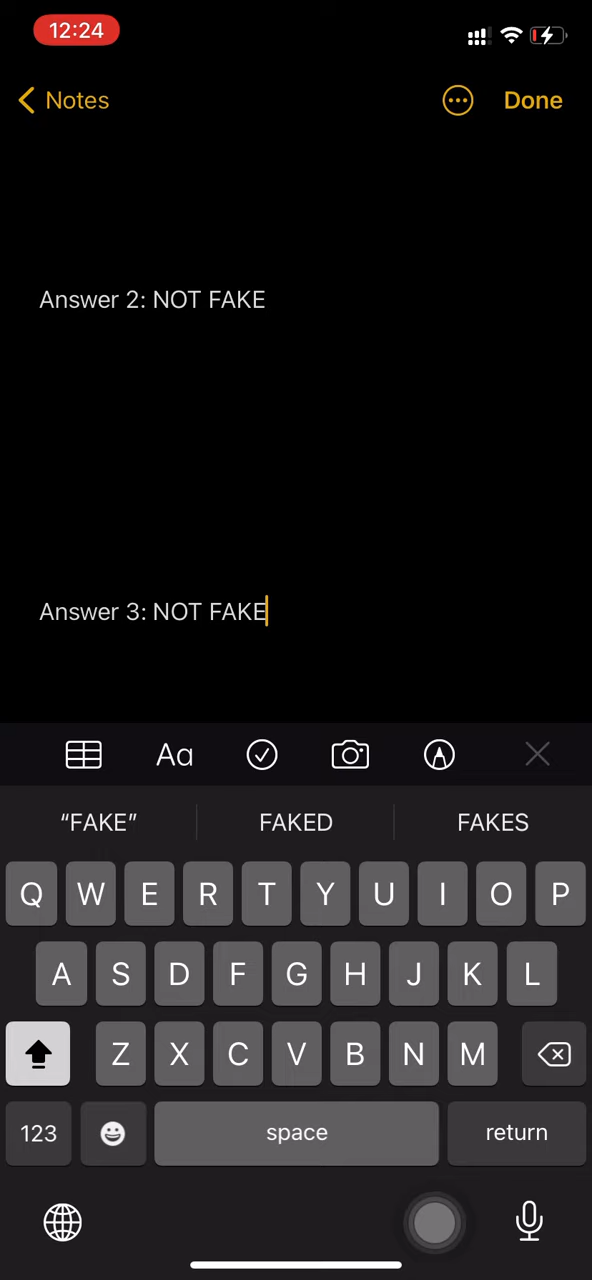 12:24
Notes
Done
Answer 2: NOT FAKE
Answer 3: NOT FAKE
Aa
“FAKE” FAKED FAKES
Q W E R T Y U I O P
A S D F G H J K L
Z X C V B N M
123 space return